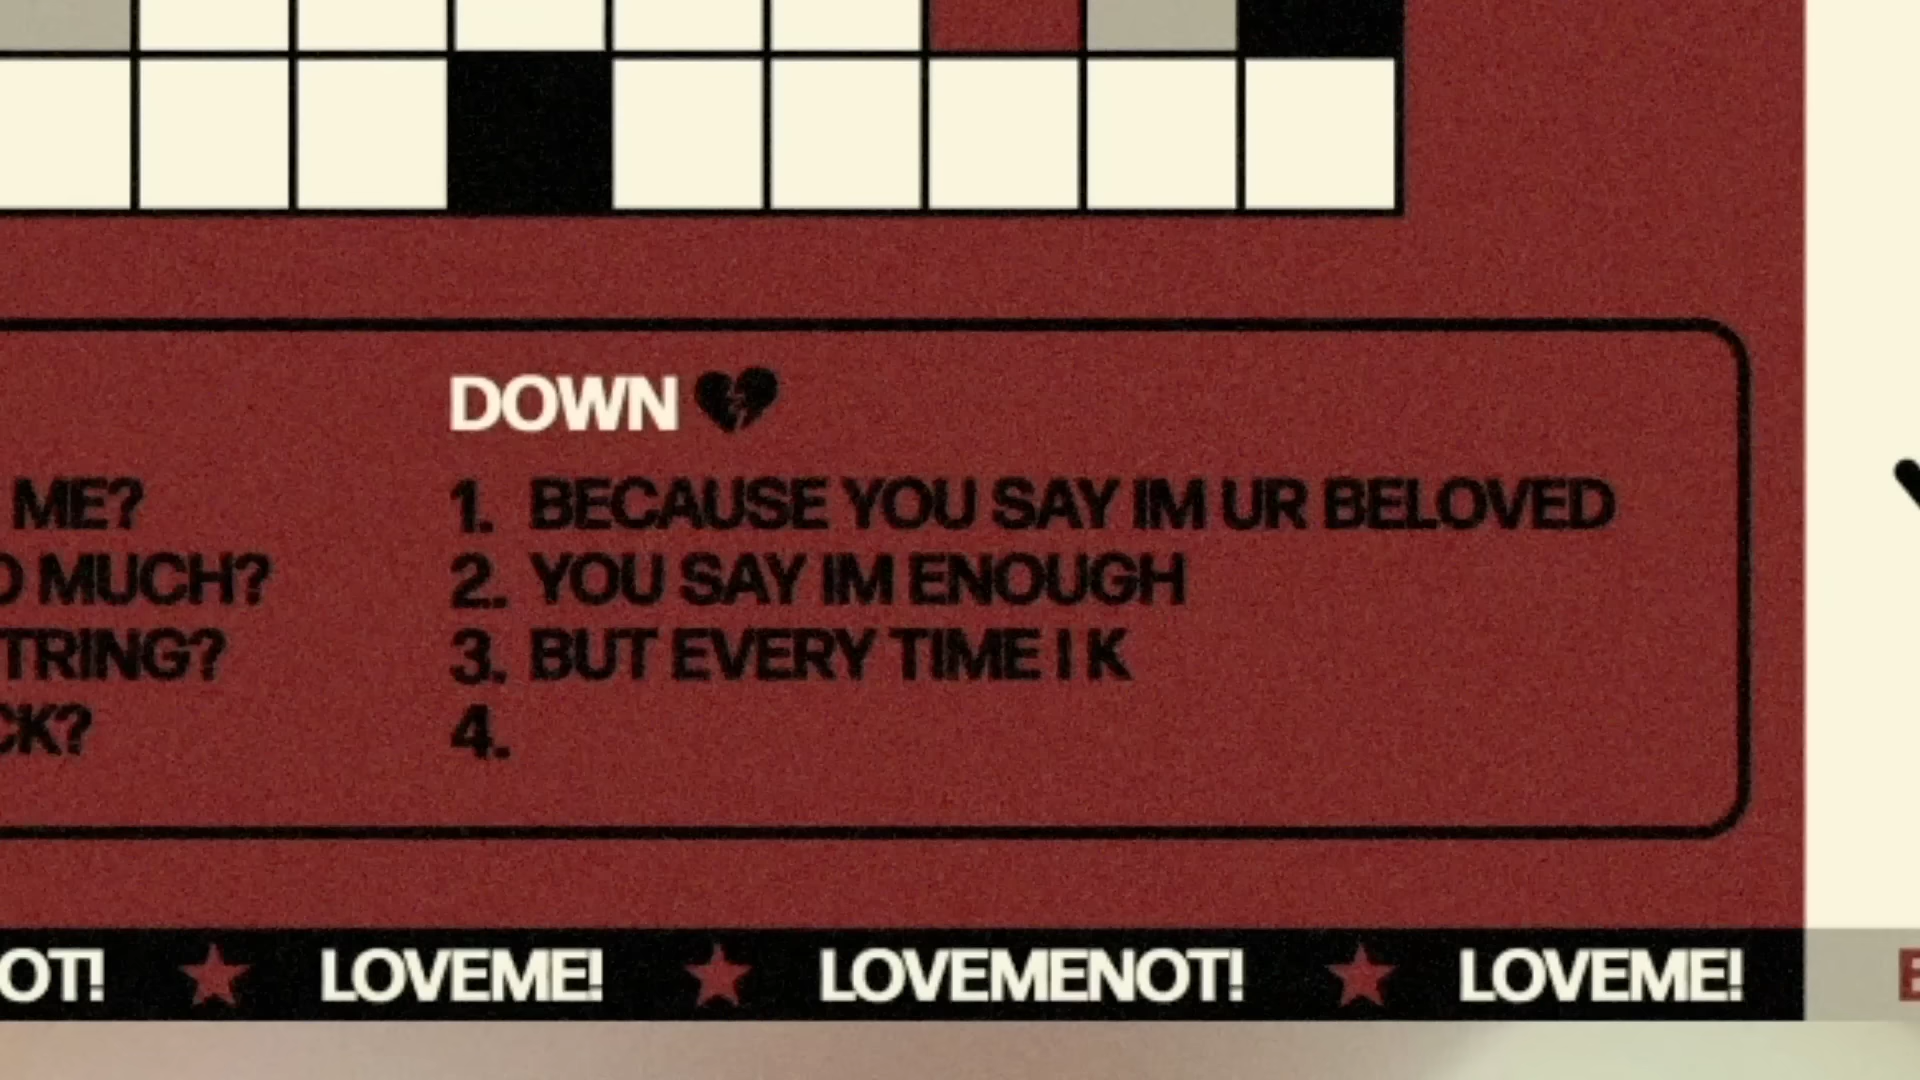 DOWN
ME?
MUCH?
TRING?
CK?
1. BECAUSE YOU SAY IM UR BELOVED
2. YOU SAY IM ENOUGH
3. BUT EVERY TIME I K
4.
OT! ★ LOVEME! ★ LOVEMENOT! ★ LOVEME!